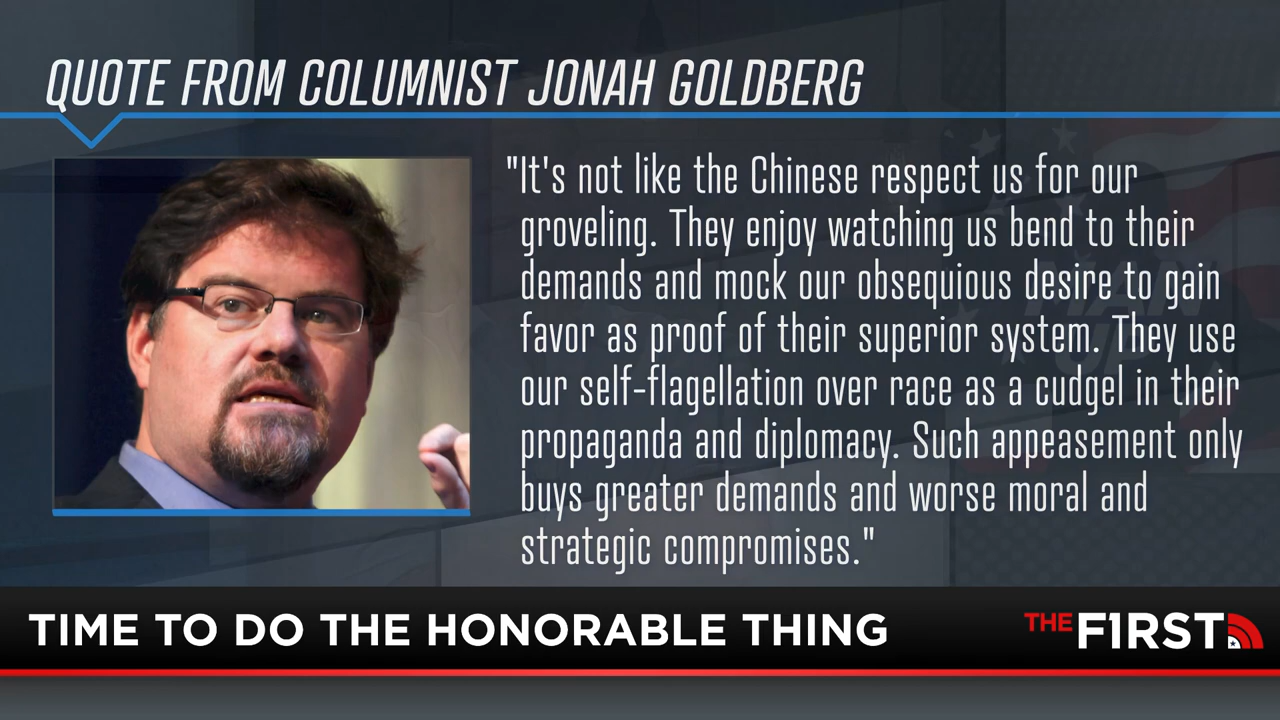 QUOTE FROM COLUMNIST JONAH GOLDBERG
"It's not like the Chinese respect us for our
groveling. They enjoy watching us bend to their
demands and mock our obsequious desire to gain
favor as proof of their superior system. They use
our self-flagellation over race as a cudgel in their
propaganda and diplomacy. Such appeasement only
buys greater demands and worse moral and
strategic compromises."
TIME TO DO THE HONORABLE THING
THE FIRST